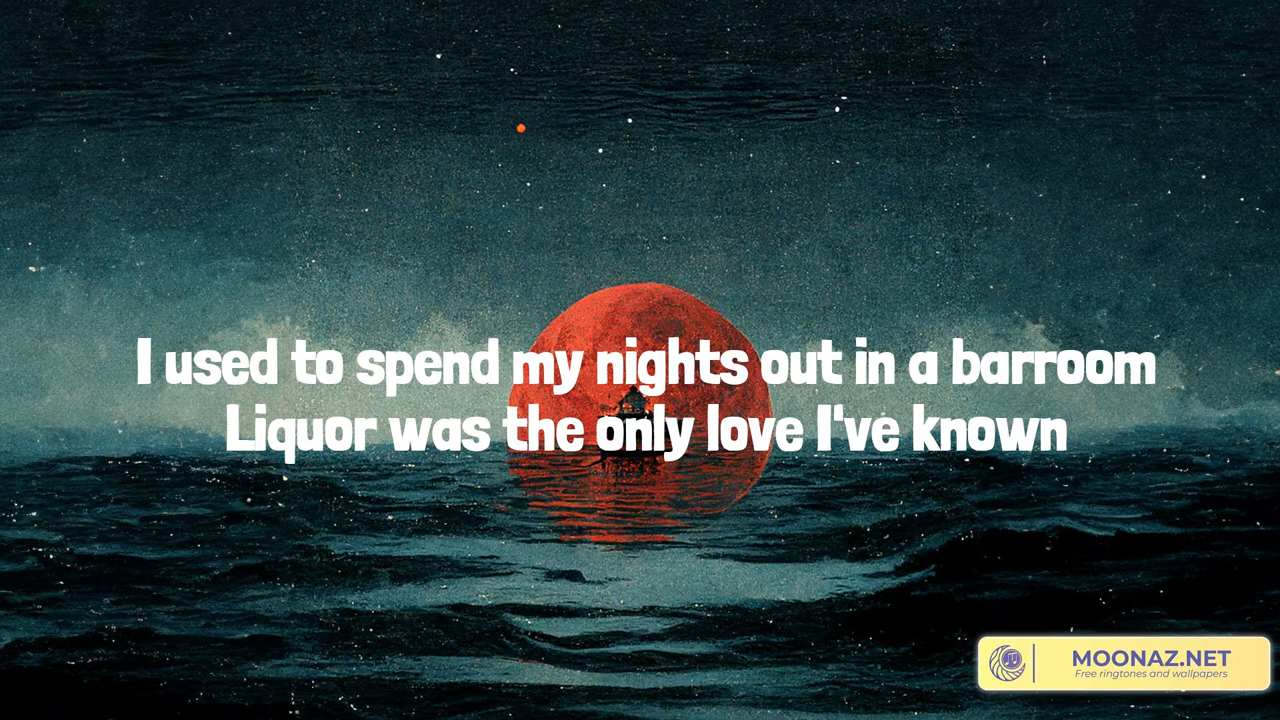 I used to spend my nights out in a barroom
Liquor was the only love I've known
MOONAZ.NET
Free ringtones and wallpapers